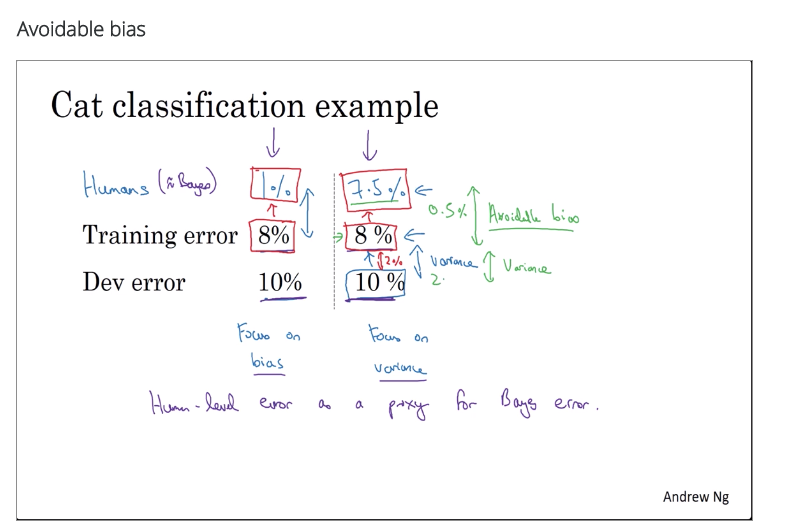 Avoidable bias
Cat classification example
Humans (≈ Bayes) 1% 7.5% 0.5% Avoidable bias
Training error 8% 8 %
2% Variance Variance
2.
Dev error 10% 10 %
Focus on Focus on
bias variance
Human-level error as a proxy for Bayes error.
Andrew Ng